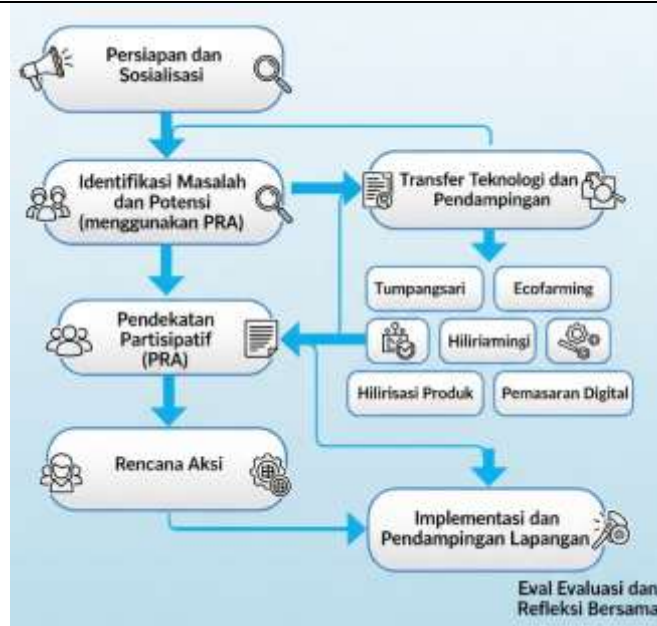 Persiapan dan
Sosialisasi
Identifikasi Masalah
dan Potensi
(menggunakan PRA)
Transfer Teknologi dan
Pendampingan
Tumpangsari
Ecofarming
Pendekatan
Partisipatif
(PRA)
Hiliriamingi
Hilirisasi Produk
Pemasaran Digital
Rencana Aksi
Implementasi dan
Pendampingan Lapangan
Eval Evaluasi dan
Refleksi Bersama